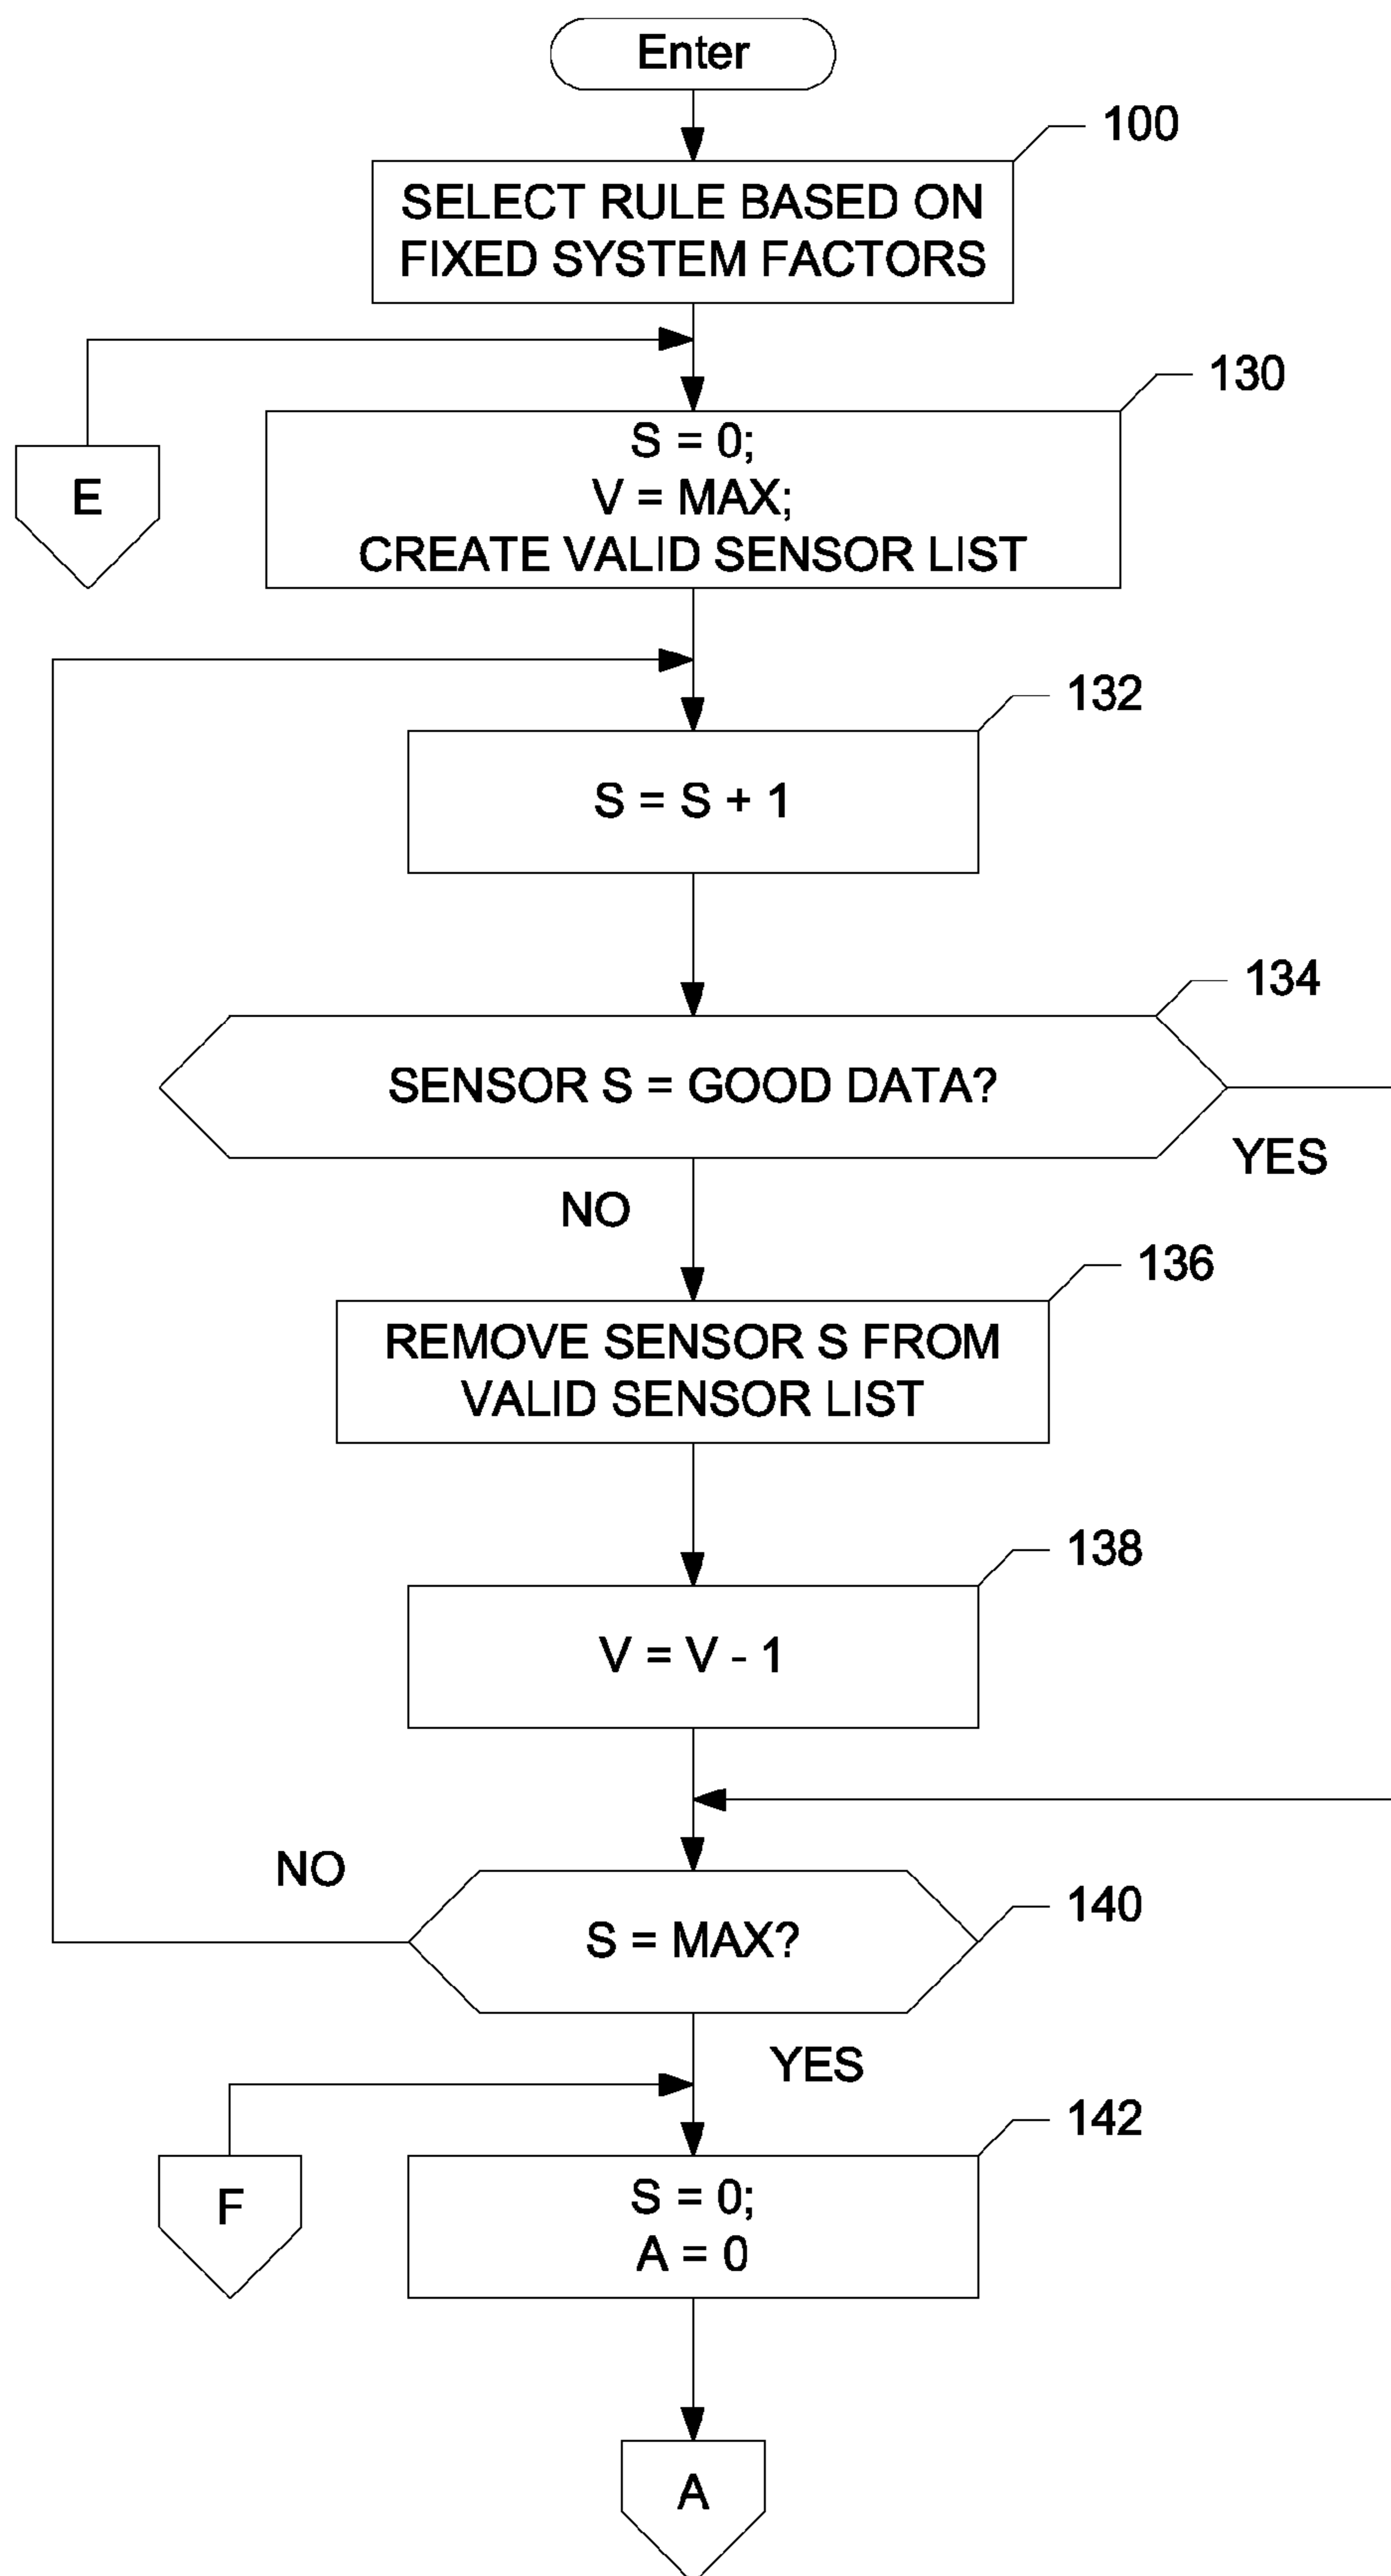 Enter
100
SELECT RULE BASED ON
FIXED SYSTEM FACTORS
130
E
S = 0;
V = MAX;
CREATE VALID SENSOR LIST
132
S = S + 1
134
SENSOR S = GOOD DATA?
YES
NO
136
REMOVE SENSOR S FROM
VALID SENSOR LIST
138
V = V - 1
NO
140
S = MAX?
YES
142
F
S = 0;
A = 0
A